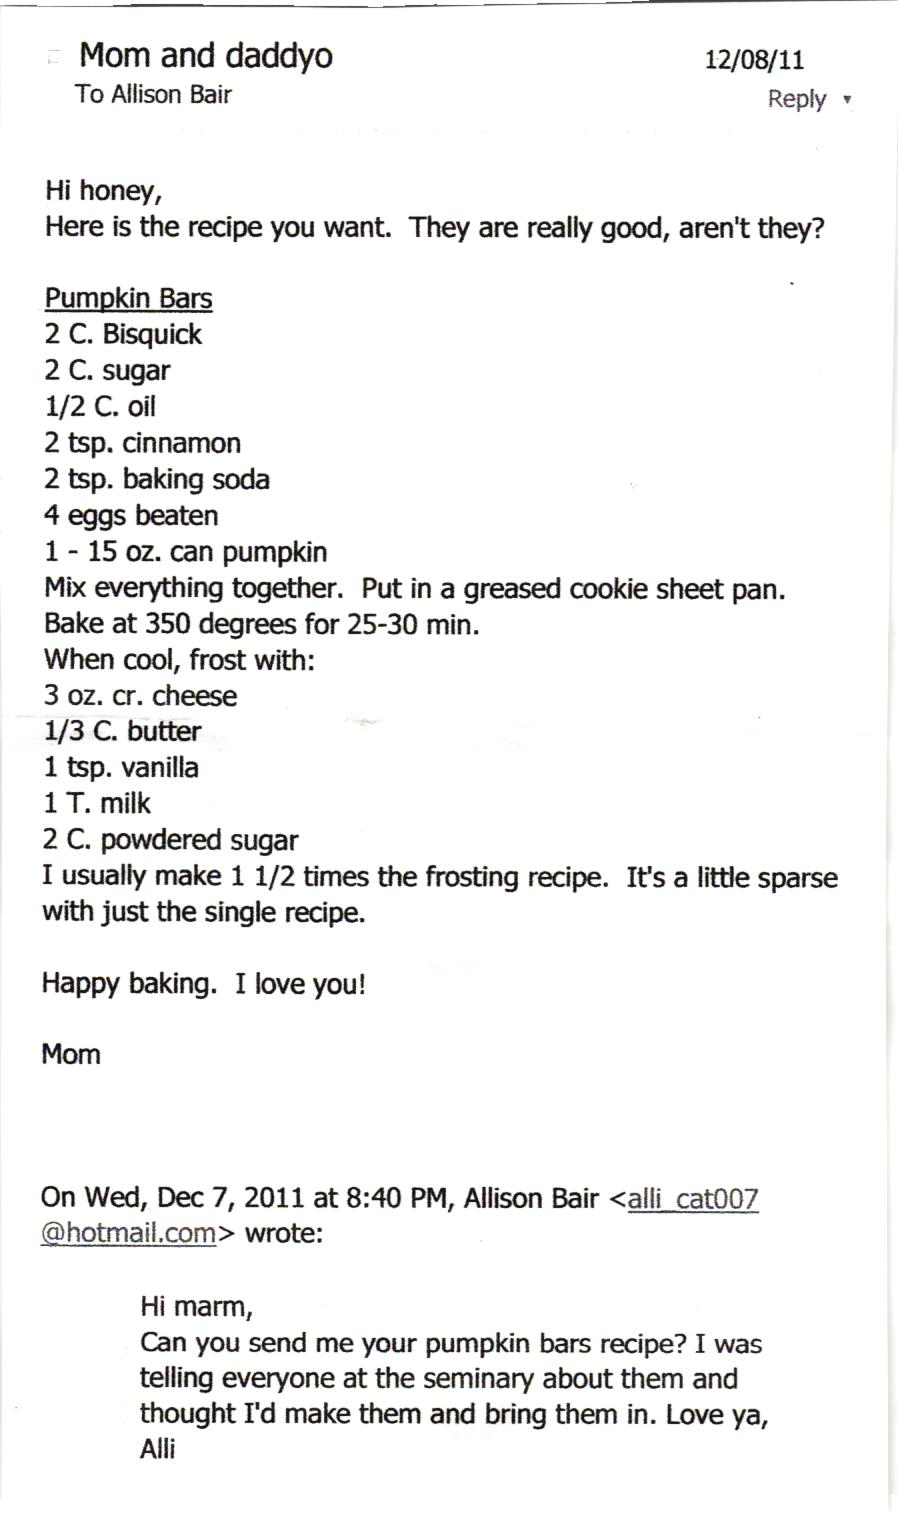 Mom and daddyo
12/08/11
To Allison Bair
Reply
Hi honey,
Here is the recipe you want.  They are really good, aren't they?
Pumpkin Bars
2 C. Bisquick
2 C. sugar
1/2 C. oil
2 tsp. cinnamon
2 tsp. baking soda
4 eggs beaten
1 - 15 oz. can pumpkin
Mix everything together.  Put in a greased cookie sheet pan.
Bake at 350 degrees for 25-30 min.
When cool, frost with:
3 oz. cr. cheese
1/3 C. butter
1 tsp. vanilla
1 T. milk
2 C. powdered sugar
I usually make 1 1/2 times the frosting recipe.  It's a little sparse
with just the single recipe.
Happy baking.  I love you!
Mom
On Wed, Dec 7, 2011 at 8:40 PM, Allison Bair <alli_cat007
@hotmail.com> wrote:
Hi marm,
Can you send me your pumpkin bars recipe? I was
telling everyone at the seminary about them and
thought I'd make them and bring them in. Love ya,
Alli